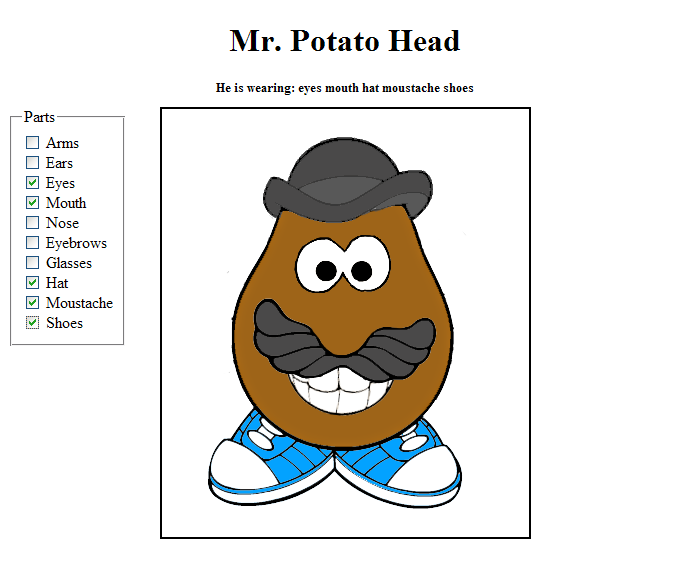 Mr. Potato Head
He is wearing: eyes mouth hat moustache shoes
Parts
Arms
Ears
Eyes
Mouth
Nose
Eyebrows
Glasses
Hat
Moustache
Shoes